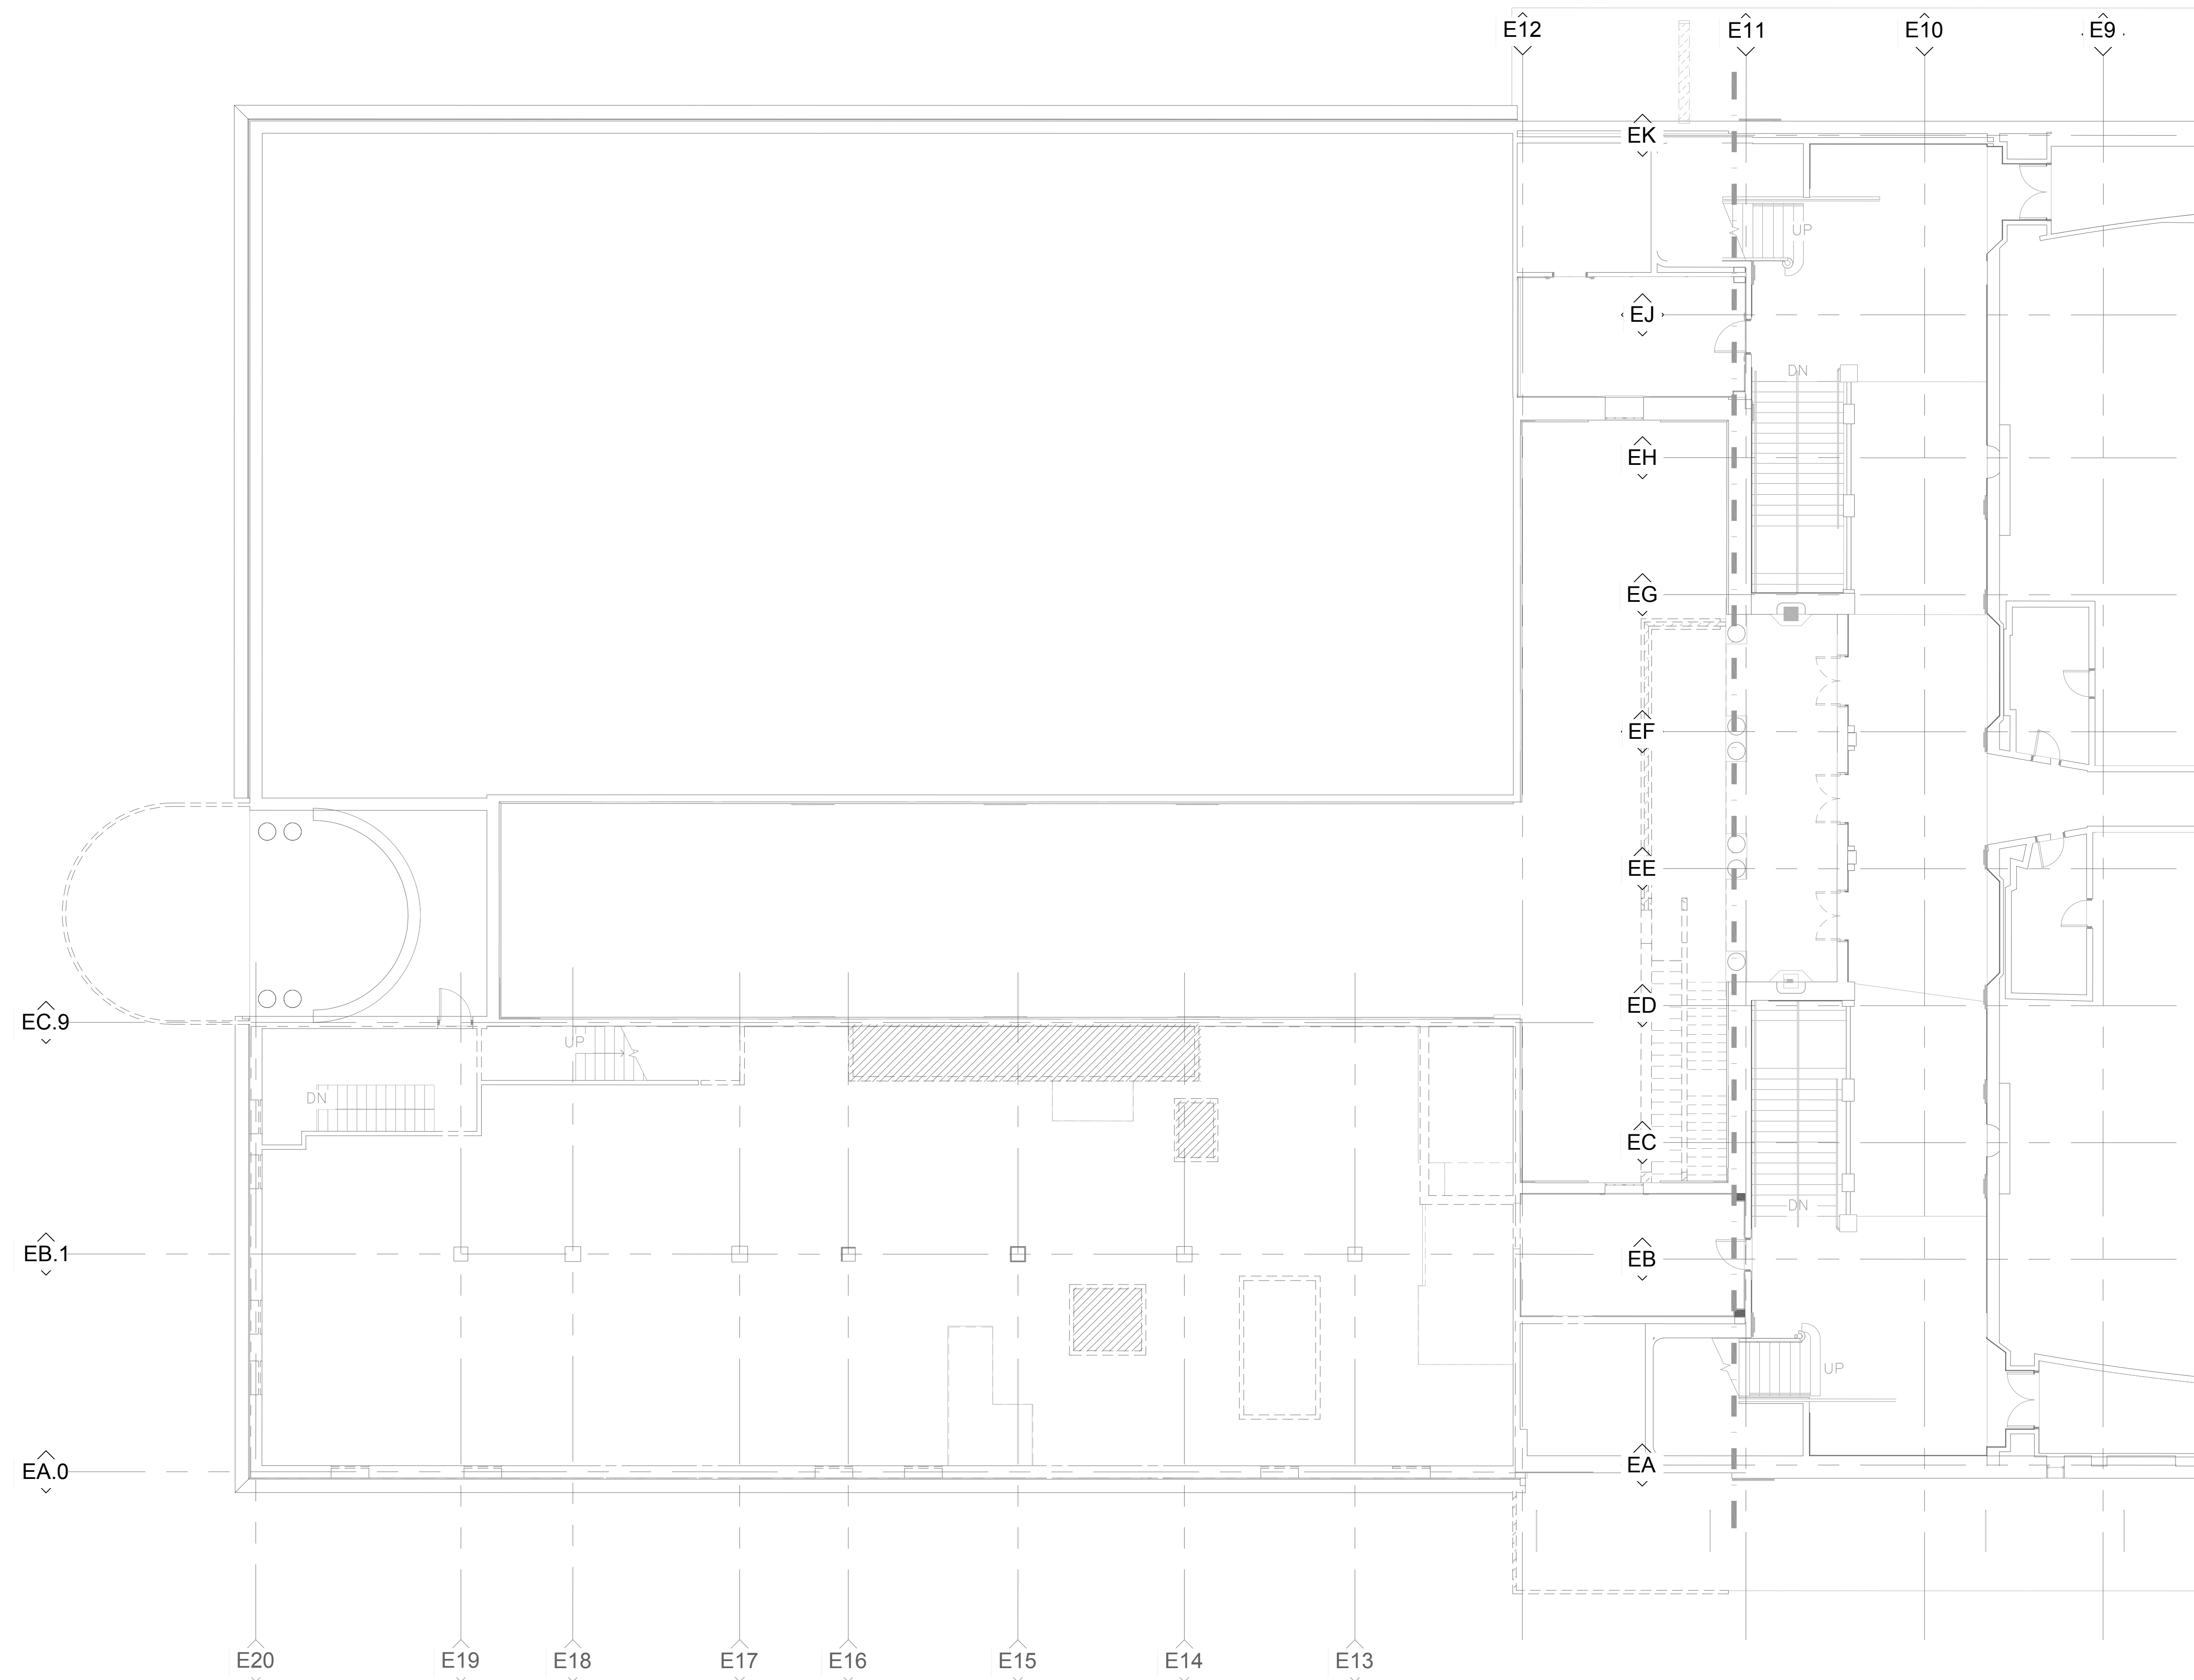 E12 E11 E10 E9
EK
UP
EJ
DN
EH
EG
EF
EE
ED
EC.9
UP
DN
EC
DN
EB.1
EB
UP
EA
EA.0
E20 E19 E18 E17 E16 E15 E14 E13